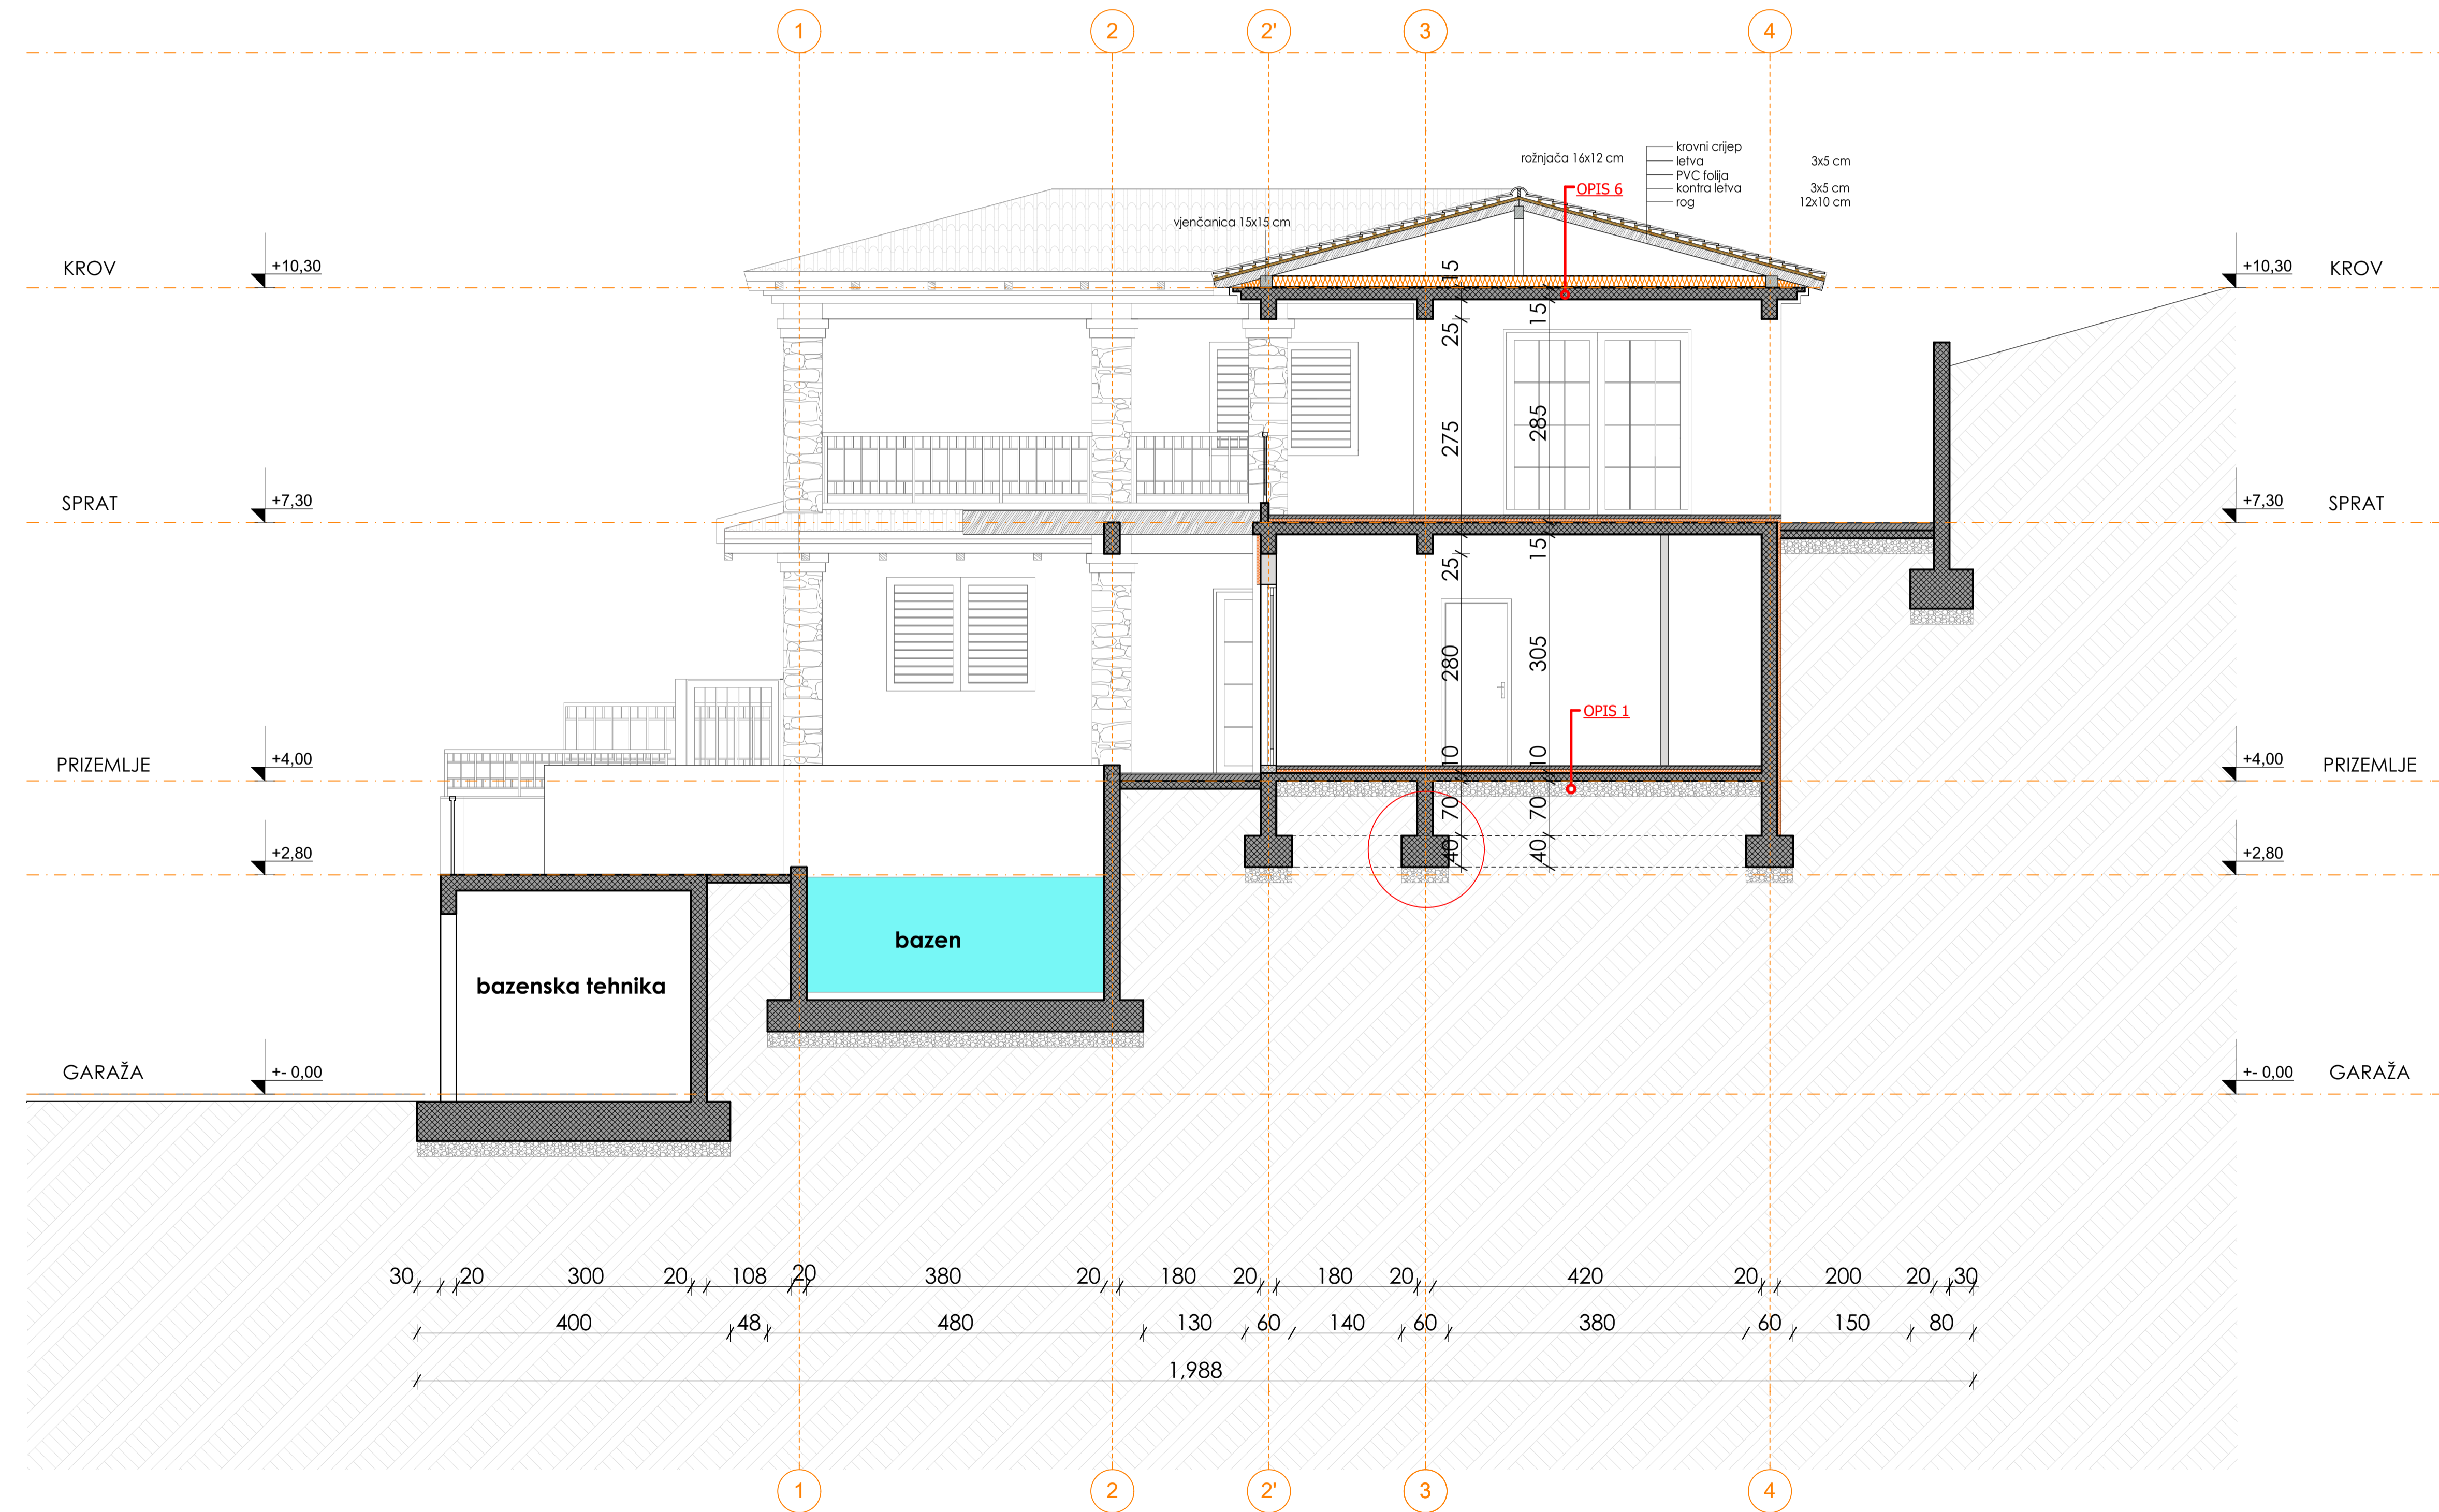 1 2 2' 3 4
krovni crijep
rožnjača 16x12 cm letva 3x5 cm
PVC folija
OPIS 6 kontra letva 3x5 cm
rog 12x10 cm
vjenčanica 15x15 cm
KROV +10,30 +10,30 KROV
15
25 15
275 285
SPRAT +7,30 +7,30 SPRAT
25 15
280 305
OPIS 1
PRIZEMLJE +4,00 10 10 +4,00 PRIZEMLJE
70 70
+2,80 40 40 +2,80
bazen
bazenska tehnika
GARAŽA +- 0,00 +- 0,00 GARAŽA
30 20 300 20 108 20 380 20 180 20 180 20 420 20 200 20 30
400 48 480 130 60 140 60 380 60 150 80
1,988
1 2 2' 3 4